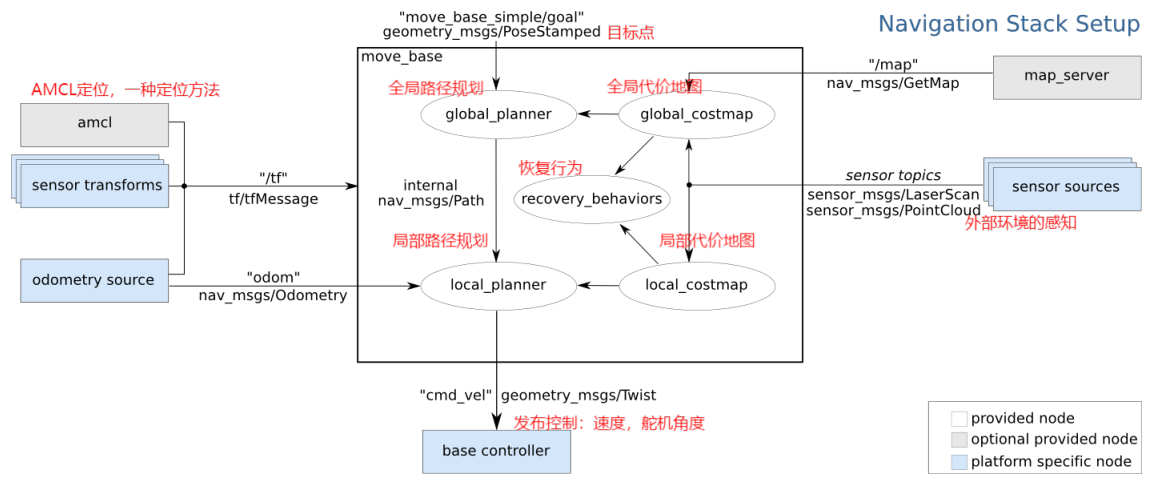 Navigation Stack Setup
"move_base_simple/goal"
geometry_msgs/PoseStamped
目标点
move_base
"/map"
nav_msgs/GetMap
map_server
AMCL定位，一种定位方法
amcl
全局路径规划
global_planner
全局代价地图
global_costmap
sensor transforms
"/tf"
tf/tfMessage
internal
nav_msgs/Path
恢复行为
recovery_behaviors
sensor topics
sensor_msgs/LaserScan
sensor_msgs/PointCloud
sensor sources
外部环境的感知
odometry source
"odom"
nav_msgs/Odometry
局部路径规划
local_planner
局部代价地图
local_costmap
"cmd_vel"
geometry_msgs/Twist
发布控制：速度，舵机角度
base controller
provided node
optional provided node
platform specific node